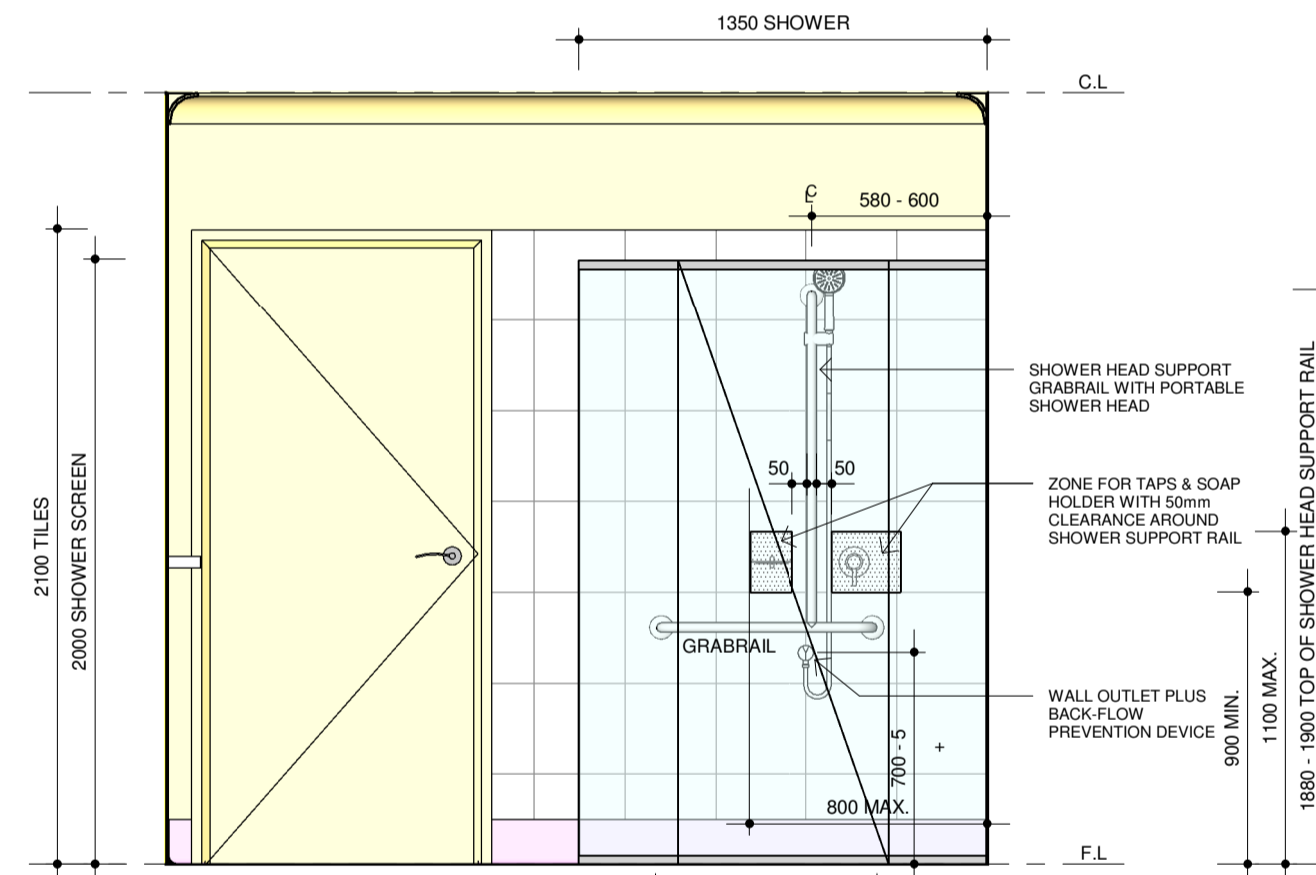 1350 SHOWER
C.L
℄
580 - 600
SHOWER HEAD SUPPORT
GRABRAIL WITH PORTABLE
SHOWER HEAD
50
50
ZONE FOR TAPS & SOAP
HOLDER WITH 50mm
CLEARANCE AROUND
SHOWER SUPPORT RAIL
2100 TILES
2000 SHOWER SCREEN
GRABRAIL
WALL OUTLET PLUS
BACK-FLOW
PREVENTION DEVICE
700 - 5
+
800 MAX.
900 MIN.
1100 MAX.
1880 - 1900 TOP OF SHOWER HEAD SUPPORT RAIL
F.L